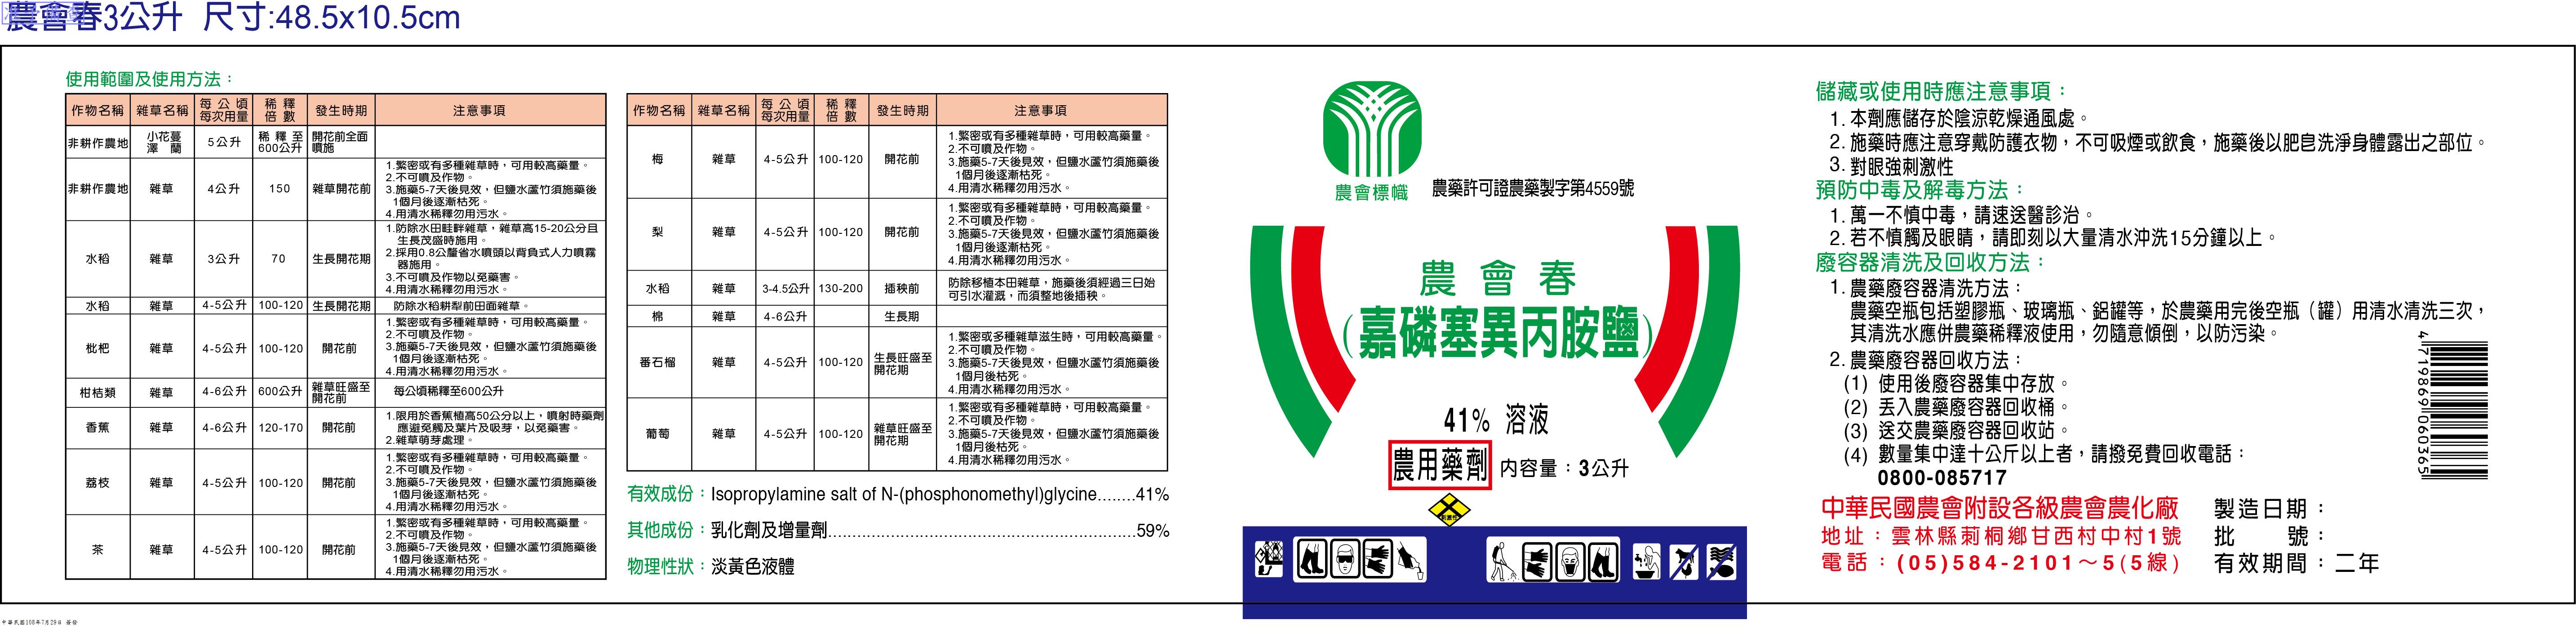 農會春3公升 尺寸:48.5x10.5cm
使用範圍及使用方法：
作物名稱 雜草名稱 每公頃每次用量 稀釋倍數 發生時期 注意事項
非耕作農地 小花蔓澤蘭 5公升 稀釋至600公升 開花前全面噴施
非耕作農地 雜草 4公升 150 雜草開花前
1.繁密或有多種雜草時，可用較高藥量。
2.不可噴及作物。
3.施藥5-7天後見效，但鹽水蘆竹須施藥後
1個月後逐漸枯死。
4.用清水稀釋勿用污水。
水稻 雜草 3公升 70 生長開花期
1.防除水田畦畔雜草，雜草高15-20公分且
生長茂盛時施用。
2.採用0.8公釐省水噴頭以背負式人力噴霧
器施用。
3.不可噴及作物以免藥害。
4.用清水稀釋勿用污水。
水稻 雜草 4-5公升 100-120 生長開花期 防除水稻耕犁前田面雜草。
枇杷 雜草 4-5公升 100-120 開花前
1.繁密或有多種雜草時，可用較高藥量。
2.不可噴及作物。
3.施藥5-7天後見效，但鹽水蘆竹須施藥後
1個月後逐漸枯死。
4.用清水稀釋勿用污水。
柑桔類 雜草 4-6公升 600公升 雜草旺盛至開花前 每公頃稀釋至600公升
香蕉 雜草 4-6公升 120-170 開花前
1.限用於香蕉植高50公分以上，噴射時藥劑
應避免觸及葉片及吸芽，以免藥害。
2.雜草萌芽處理。
荔枝 雜草 4-5公升 100-120 開花前
1.繁密或有多種雜草時，可用較高藥量。
2.不可噴及作物。
3.施藥5-7天後見效，但鹽水蘆竹須施藥後
1個月後逐漸枯死。
4.用清水稀釋勿用污水。
茶 雜草 4-5公升 100-120 開花前
1.繁密或有多種雜草時，可用較高藥量。
2.不可噴及作物。
3.施藥5-7天後見效，但鹽水蘆竹須施藥後
1個月後逐漸枯死。
4.用清水稀釋勿用污水。
作物名稱 雜草名稱 每公頃每次用量 稀釋倍數 發生時期 注意事項
梅 雜草 4-5公升 100-120 開花前
1.繁密或有多種雜草時，可用較高藥量。
2.不可噴及作物。
3.施藥5-7天後見效，但鹽水蘆竹須施藥後
1個月後逐漸枯死。
4.用清水稀釋勿用污水。
梨 雜草 4-5公升 100-120 開花前
1.繁密或有多種雜草時，可用較高藥量。
2.不可噴及作物。
3.施藥5-7天後見效，但鹽水蘆竹須施藥後
1個月後逐漸枯死。
4.用清水稀釋勿用污水。
水稻 雜草 3-4.5公升 130-200 插秧前
防除移植本田雜草，施藥後須經過三日始
可引水灌溉，而須整地後插秧。
棉 雜草 4-6公升 生長期
番石榴 雜草 4-5公升 100-120 生長旺盛至開花期
1.繁密或多種雜草滋生時，可用較高藥量。
2.不可噴及作物。
3.施藥5-7天後見效，但鹽水蘆竹須施藥後
1個月後枯死。
4.用清水稀釋勿用污水。
葡萄 雜草 4-5公升 100-120 雜草旺盛至開花期
1.繁密或有多種雜草時，可用較高藥量。
2.不可噴及作物。
3.施藥5-7天後見效，但鹽水蘆竹須施藥後
1個月後枯死。
4.用清水稀釋勿用污水。
有效成份：Isopropylamine salt of N-(phosphonomethyl)glycine........41%
其他成份：乳化劑及增量劑............................................................59%
物理性狀：淡黃色液體
農會標幟
農藥許可證農藥製字第4559號
農會春
(嘉磷塞異丙胺鹽)
41% 溶液
農用藥劑 內容量：3公升
儲藏或使用時應注意事項：
1. 本劑應儲存於陰涼乾燥通風處。
2. 施藥時應注意穿戴防護衣物，不可吸煙或飲食，施藥後以肥皂洗淨身體露出之部位。
3. 對眼強刺激性
預防中毒及解毒方法：
1. 萬一不慎中毒，請速送醫診治。
2. 若不慎觸及眼睛，請即刻以大量清水沖洗15分鐘以上。
廢容器清洗及回收方法：
1. 農藥廢容器清洗方法：
農藥空瓶包括塑膠瓶、玻璃瓶、鋁罐等，於農藥用完後空瓶（罐）用清水清洗三次，
其清洗水應併農藥稀釋液使用，勿隨意傾倒，以防污染。
2. 農藥廢容器回收方法：
(1) 使用後廢容器集中存放。
(2) 丟入農藥廢容器回收桶。
(3) 送交農藥廢容器回收站。
(4) 數量集中達十公斤以上者，請撥免費回收電話：
0800-085717
4 719869 060365
中華民國農會附設各級農會農化廠
地址：雲林縣莿桐鄉甘西村中村1號
電話：(05)584-2101～5(5線)
製造日期：
批號：
有效期間：二年
中華民國108年7月29日 簽發